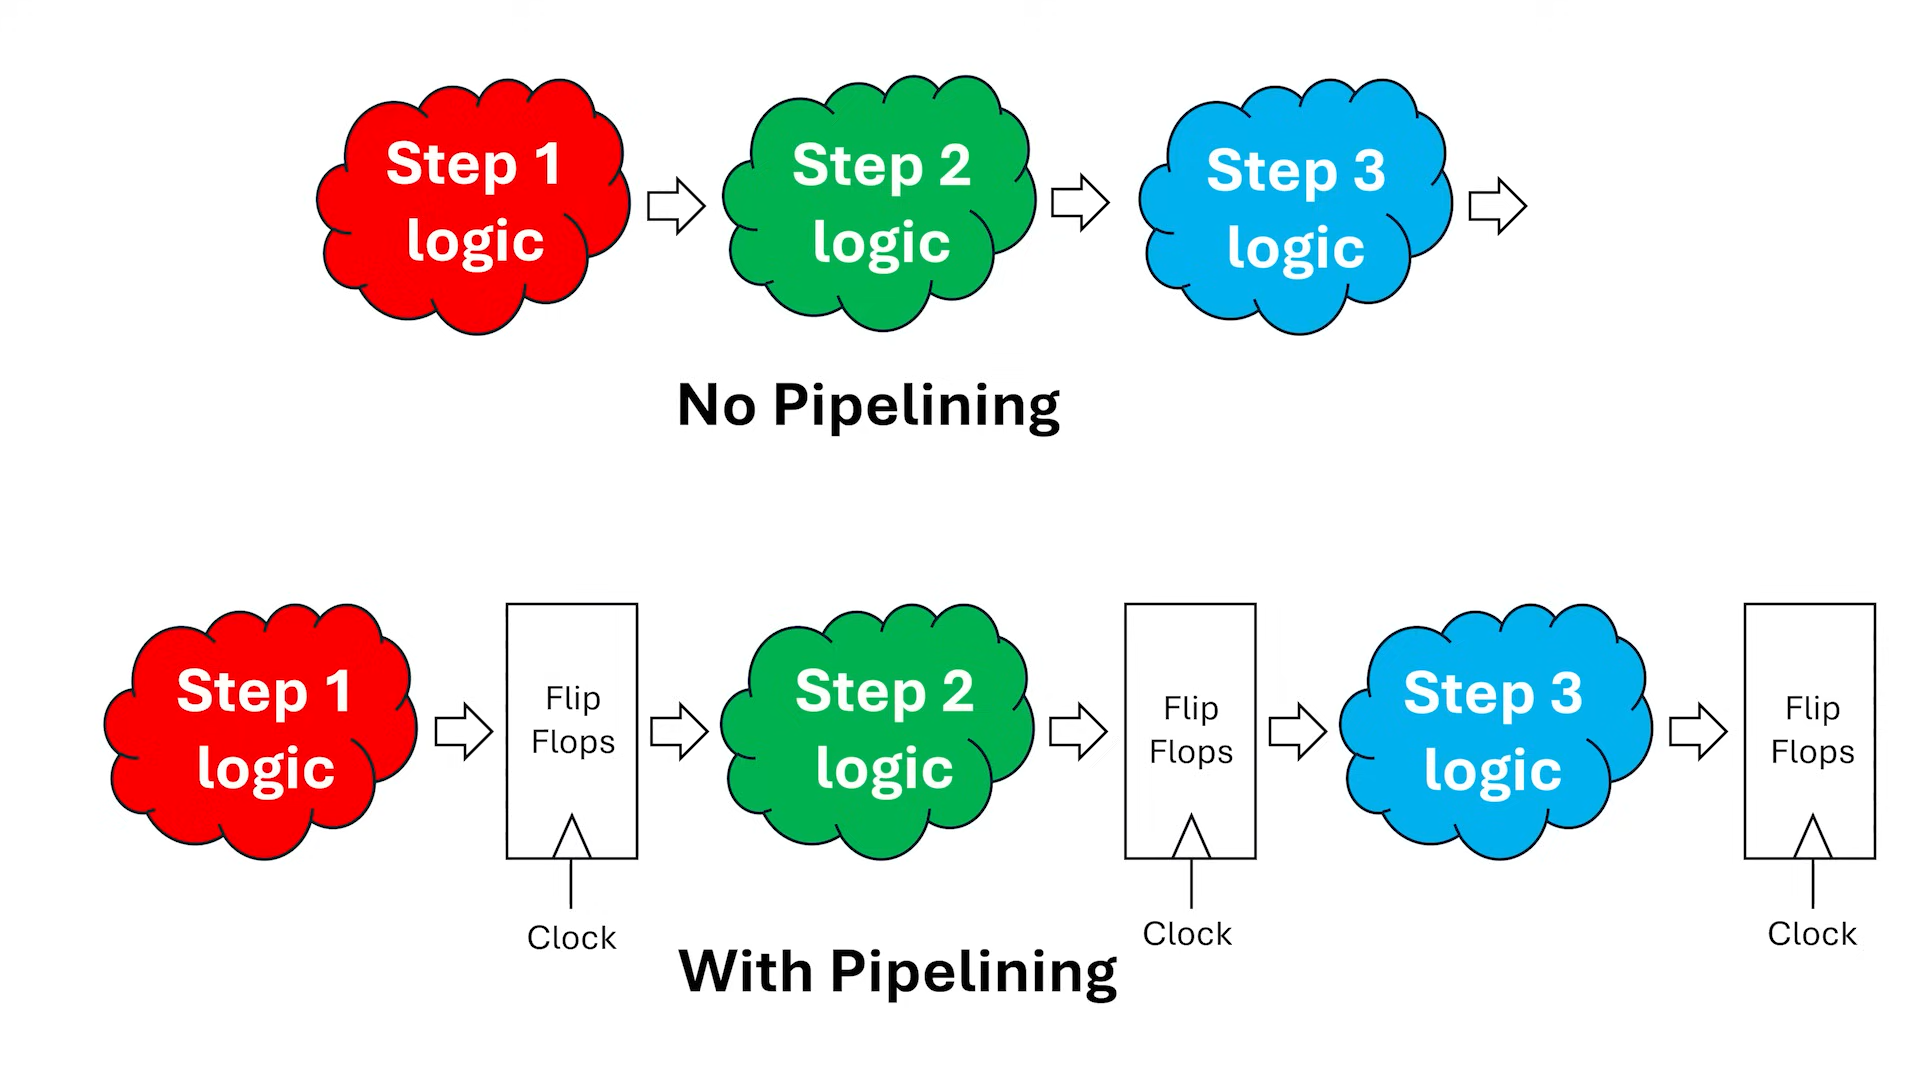 Step 1
logic
Step 2
logic
Step 3
logic
No Pipelining
Step 1
logic
Flip
Flops
Clock
Step 2
logic
Flip
Flops
Clock
Step 3
logic
Flip
Flops
Clock
With Pipelining